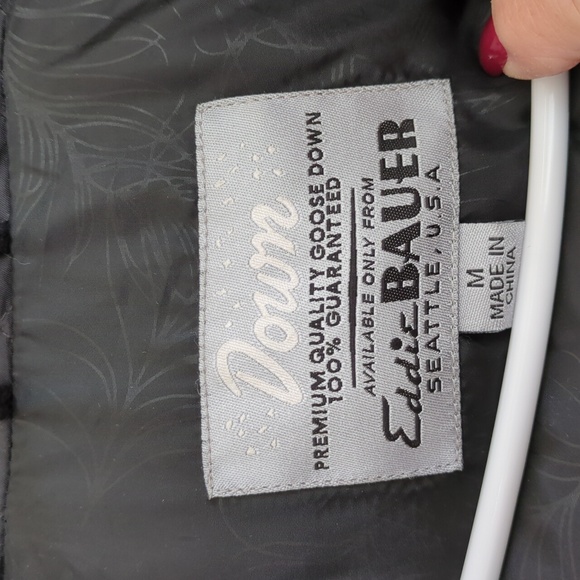 Down
PREMIUM QUALITY GOOSE DOWN
100% GUARANTEED
AVAILABLE ONLY FROM
Eddie
BAUER
SEATTLE, U.S.A
M
MADE IN
CHINA